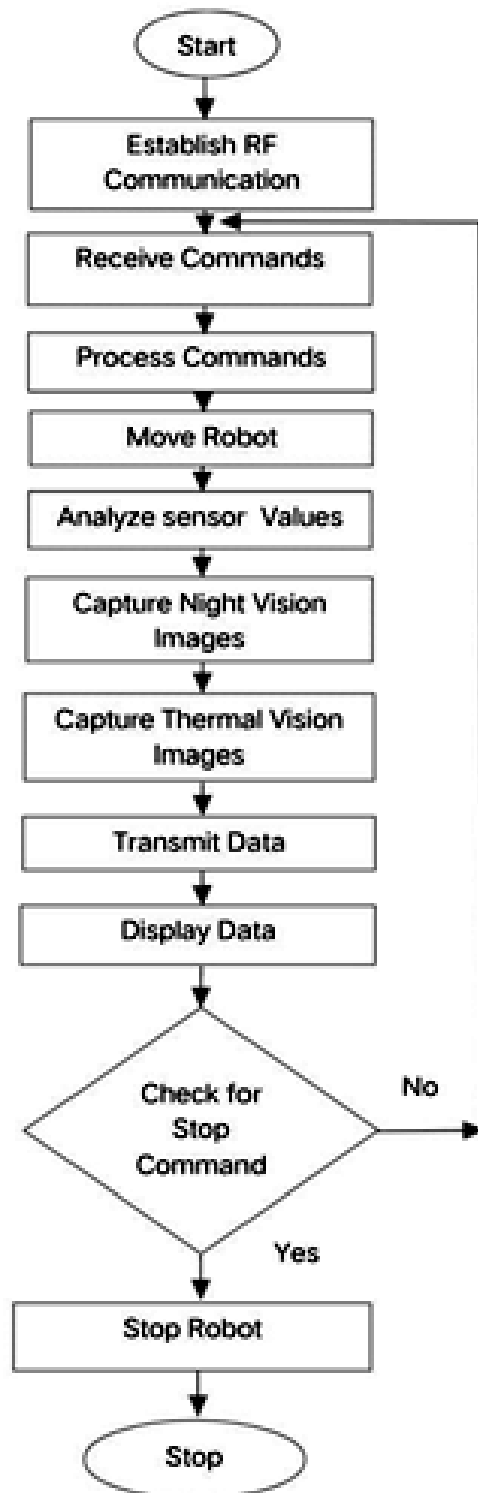 Start
Establish RF
Communication
Receive Commands
Process Commands
Move Robot
Analyze sensor Values
Capture Night Vision
Images
Capture Thermal Vision
Images
Transmit Data
Display Data
Check for
Stop
Command
No
Yes
Stop Robot
Stop